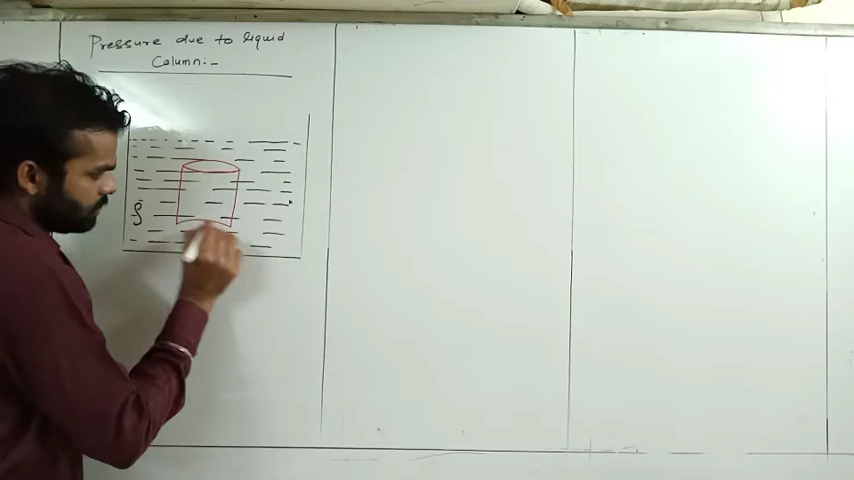 Pressure due to liquid
Column:-
ρ